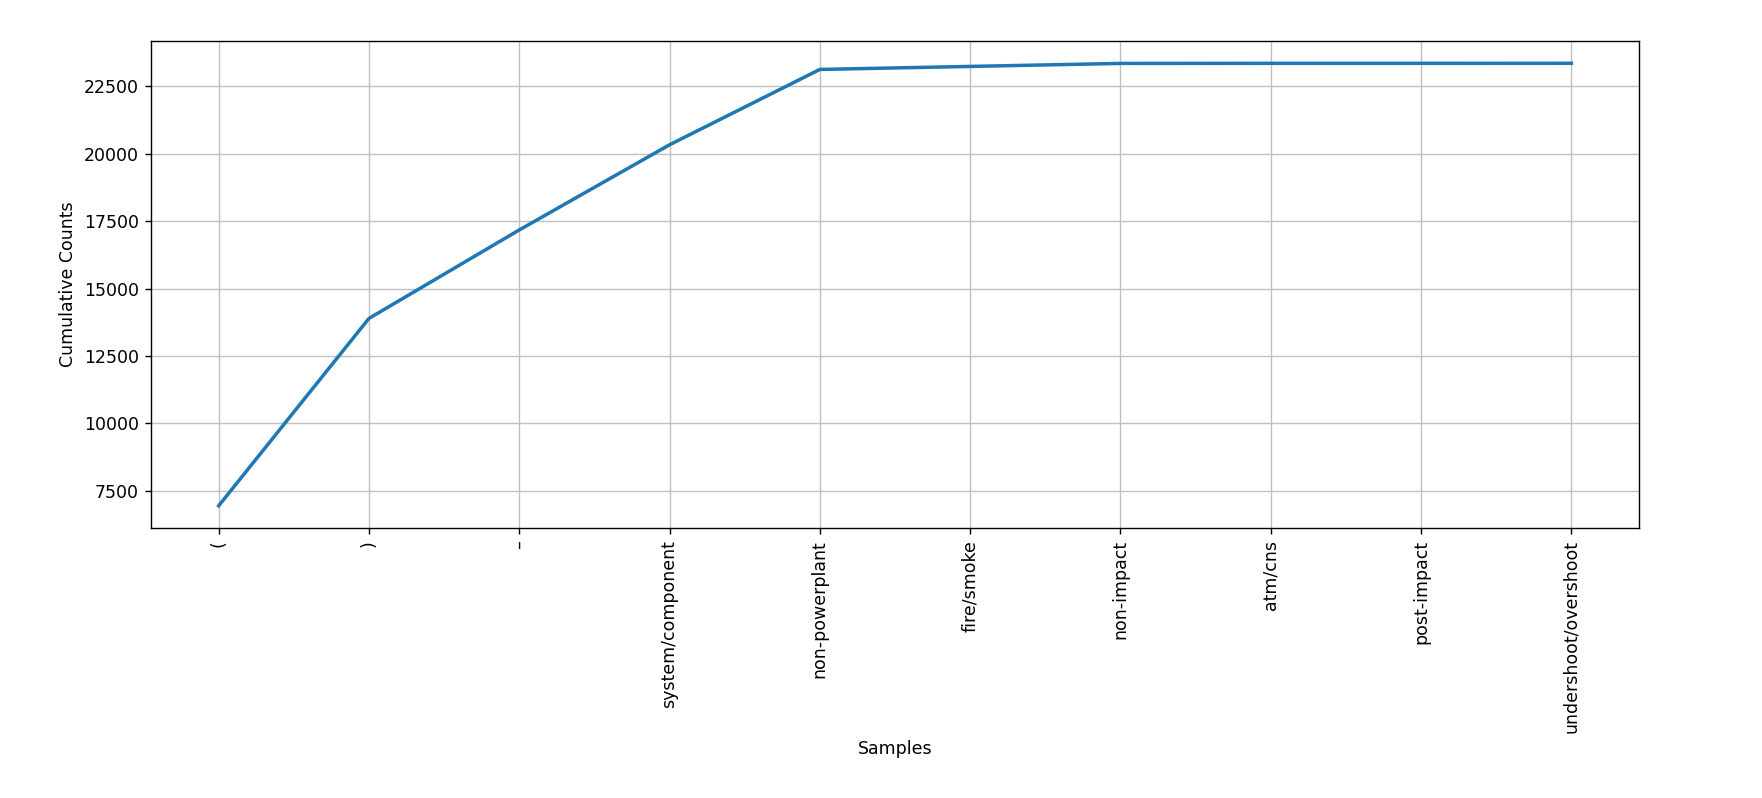 22500
20000
17500
15000
12500
10000
7500
Cumulative Counts
(
)
–
system/component
non-powerplant
fire/smoke
non-impact
atm/cns
post-impact
undershoot/overshoot
Samples